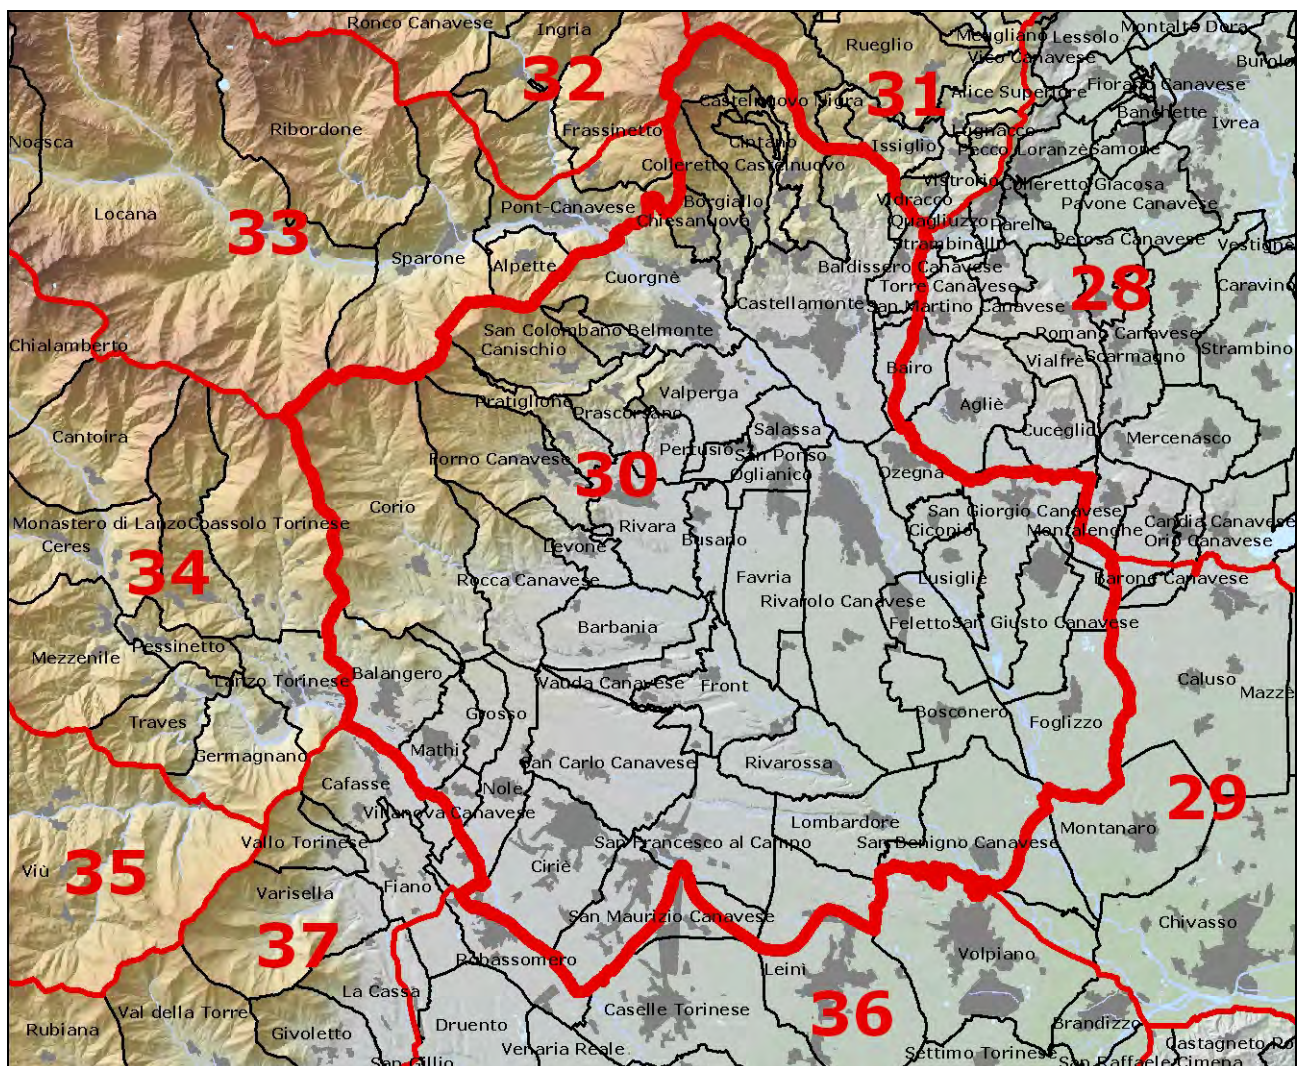 Ronco Canavese
Ingria
Rueglio
Meugliano
Lessolo
Montalto Dora
Vico Canavese
Burolo
32
31
Alice Superiore
Fiorano Canavese
Castelnuovo Nigra
Banchette
Ivrea
Noasca
Ribordone
Frassinetto
Cintano
Issiglio
Lugnacco
Pecco
Loranzè
Samone
Colleretto Castelnuovo
Vistrorio
Colleretto Giacosa
Locana
33
Pont-Canavese
Borgiallo
Chiesanuova
Vidracco
Pavone Canavese
Quagliuzzo
Parella
Strambinello
Perosa Canavese
Sparone
Alpette
Cuorgnè
Baldissero Canavese
Torre Canavese
28
Caravino
Castellamonte
San Martino Canavese
Chialamberto
San Colombano Belmonte
Canischio
Romano Canavese
Strambino
Vialfrè
Scarmagno
Bairo
Valperga
Pratiglione
Prascorsano
Agliè
Cantoira
Salassa
Cuceglio
Mercenasco
Forno Canavese
30
Pertusio
San Ponso
Oglianico
Ozegna
Corio
San Giorgio Canavese
Monastero di Lanzo
Coassolo Torinese
Rivara
Busano
Ciconio
Montalenghe
Candia Canavese
Orio Canavese
Ceres
Levone
34
Rocca Canavese
Favria
Lusigliè
Barone Canavese
Rivarolo Canavese
Barbania
Feletto
San Giusto Canavese
Mezzenile
Pessinetto
Lanzo Torinese
Balangero
Vauda Canavese
Front
Caluso
Mazzè
Traves
Grosso
Bosconero
Foglizzo
Germagnano
Mathi
San Carlo Canavese
Rivarossa
Cafasse
Nole
29
Villanova Canavese
Lombardore
Montanaro
Vallo Torinese
San Francesco al Campo
San Benigno Canavese
Viù
35
Varisella
Fiano
Ciriè
San Maurizio Canavese
Chivasso
37
Robassomero
Leinì
Volpiano
La Cassa
36
Rubiana
Val della Torre
Givoletto
Druento
Caselle Torinese
Brandizzo
Venaria Reale
Settimo Torinese
San Gillio
San Raffaele Cimena
Castagneto Po